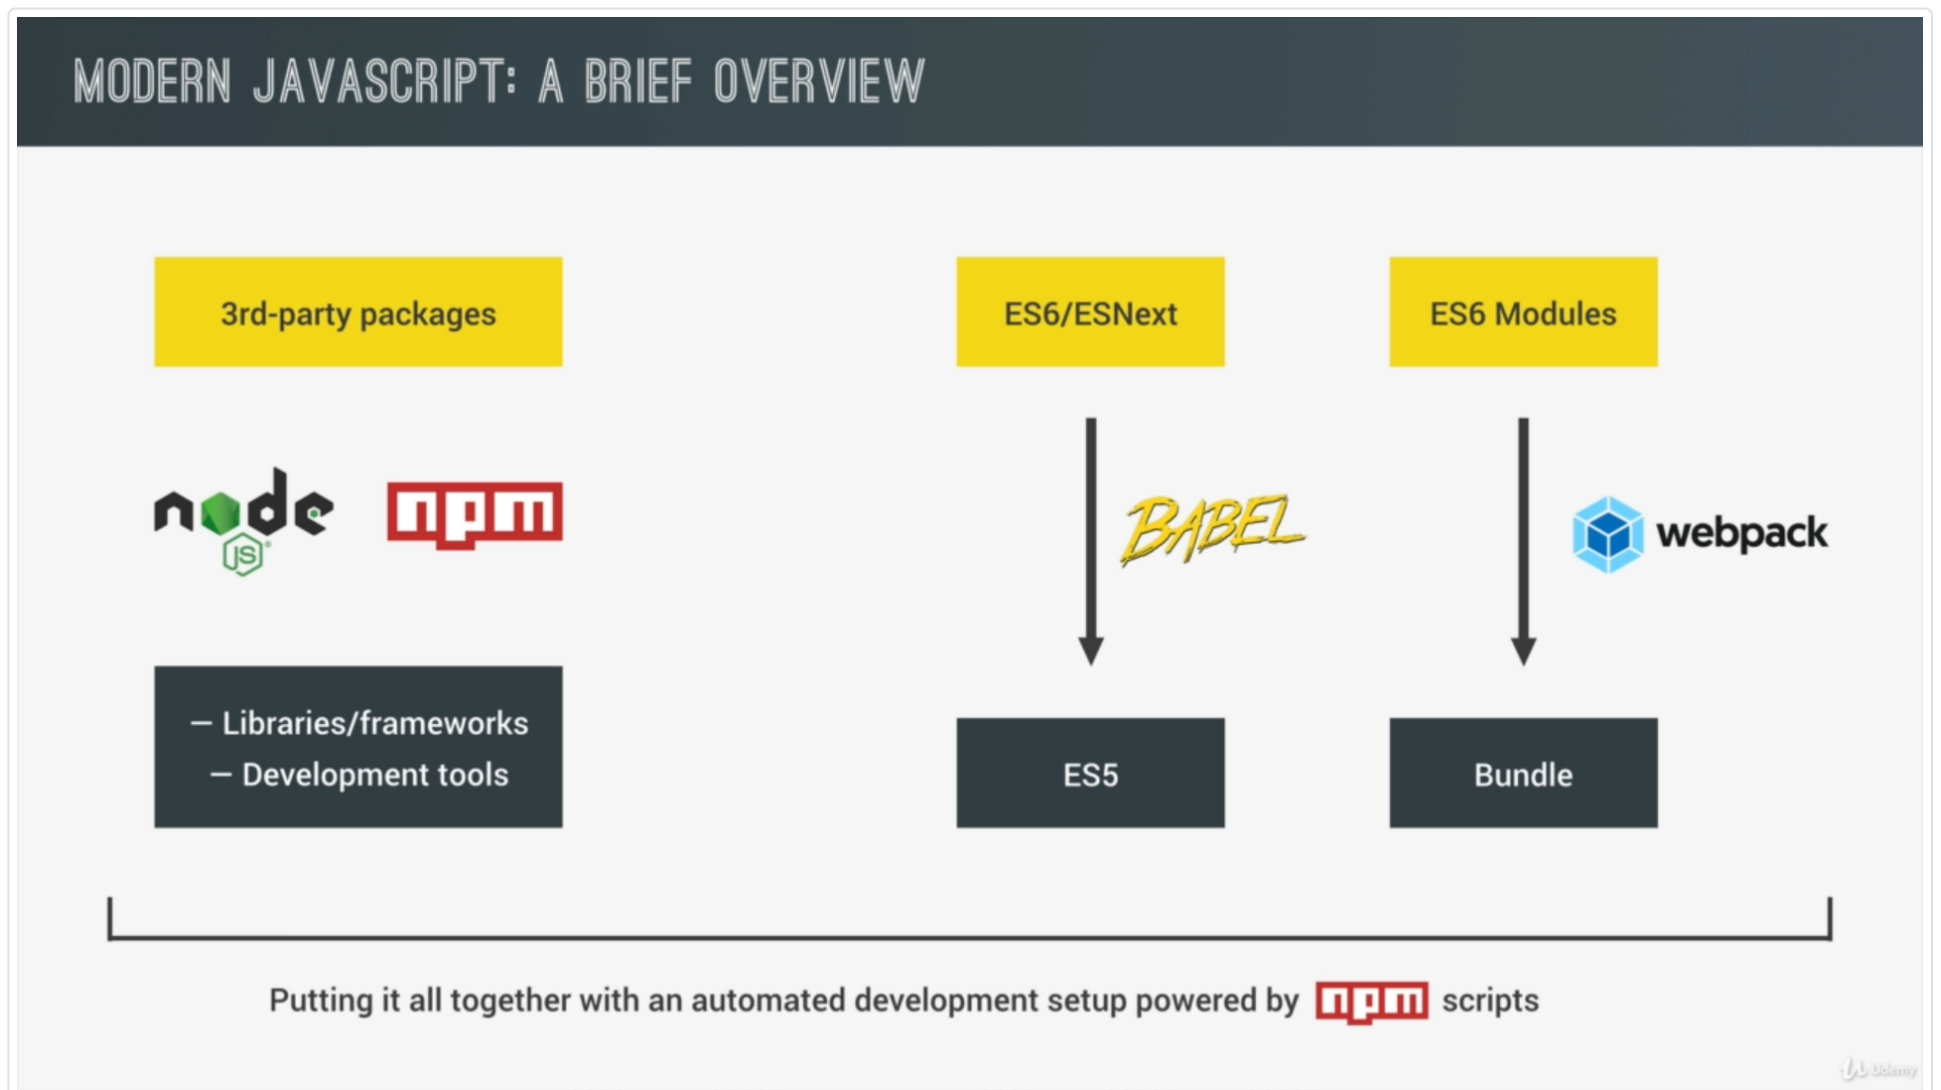 MODERN JAVASCRIPT: A BRIEF OVERVIEW
3rd-party packages
ES6/ESNext
ES6 Modules
node
JS
npm
BABEL
webpack
— Libraries/frameworks
— Development tools
ES5
Bundle
Putting it all together with an automated development setup powered by npm scripts
Udemy